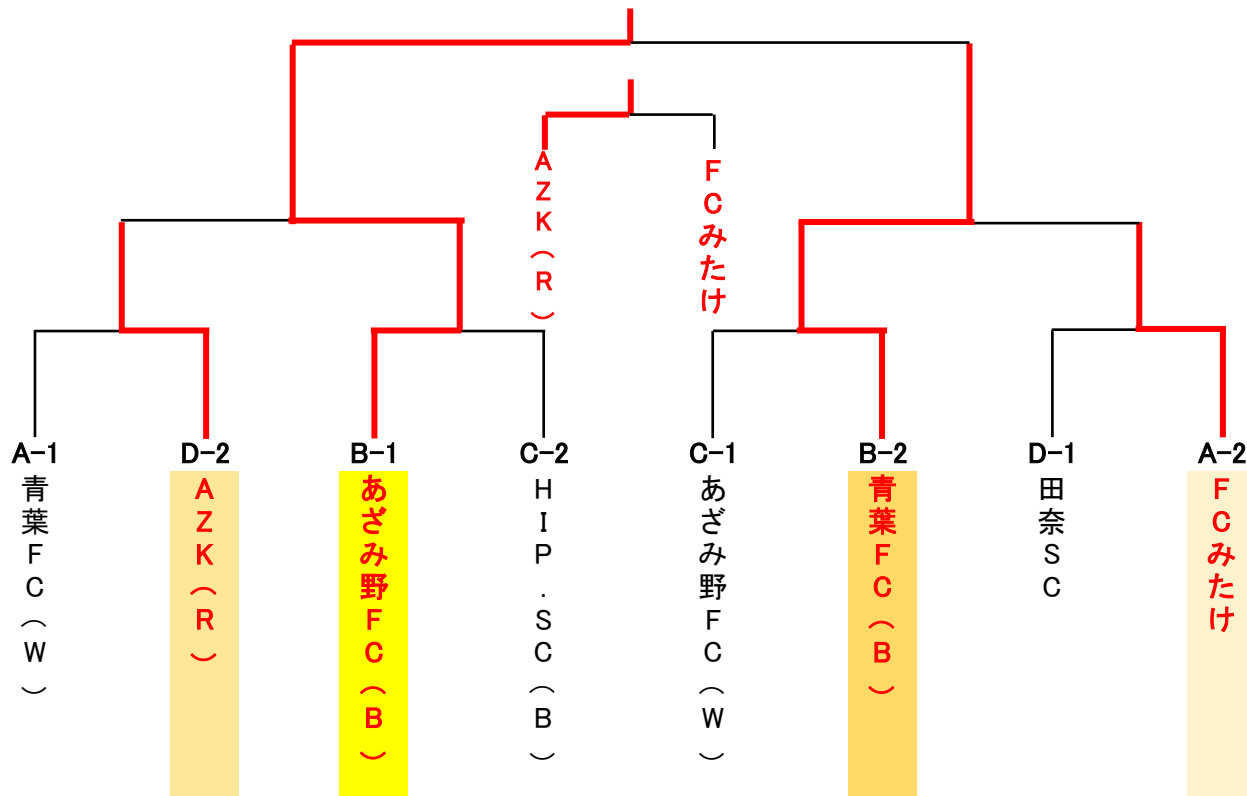 AZK(R)
FCみたけ
A-1
D-2
B-1
C-2
C-1
B-2
D-1
A-2
青葉FC(W)
AZK(R)
あざみ野FC(B)
HIP.SC(B)
あざみ野FC(W)
青葉FC(B)
田奈SC
FCみたけ